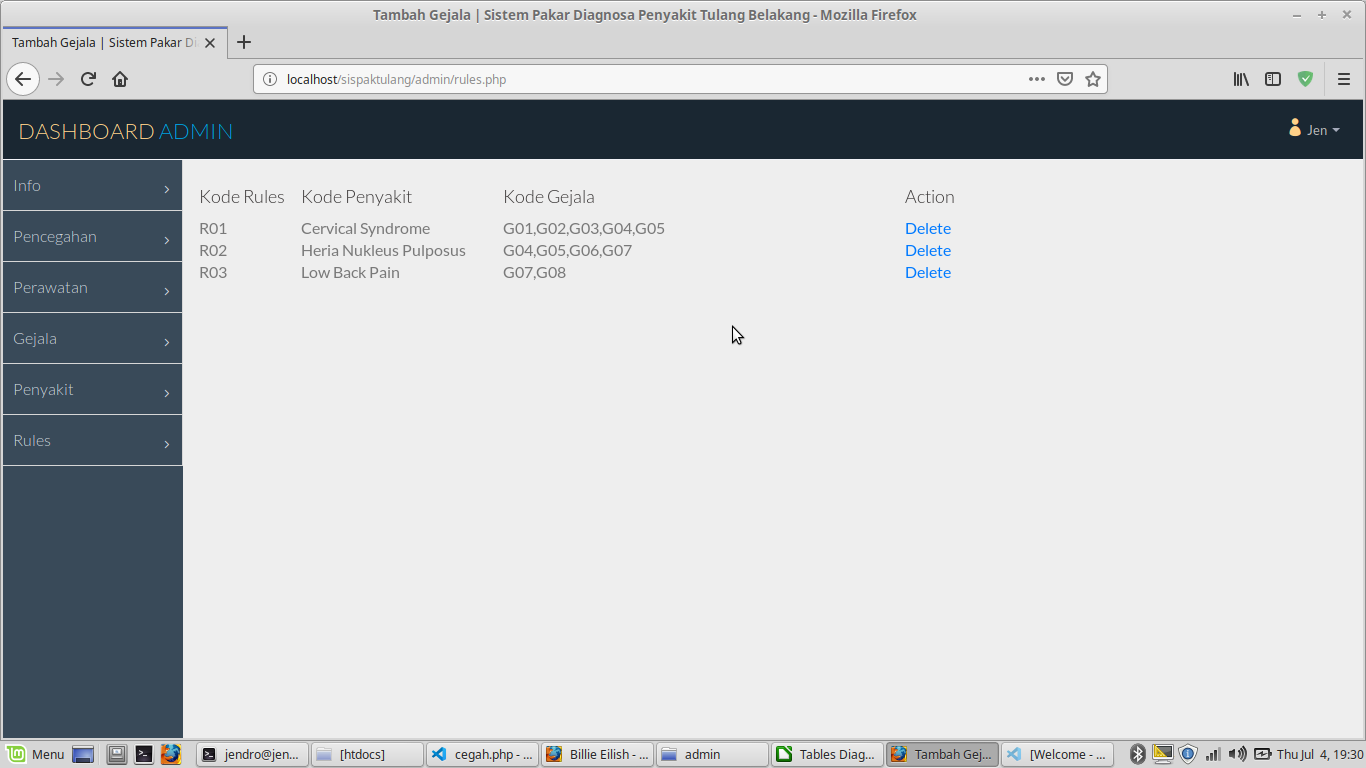 Tambah Gejala | Sistem Pakar Diagnosa Penyakit Tulang Belakang - Mozilla Firefox
Tambah Gejala | Sistem Pakar Di
localhost/sispaktulang/admin/rules.php
DASHBOARD ADMIN
Jen
Info
Pencegahan
Perawatan
Gejala
Penyakit
Rules
Kode Rules Kode Penyakit Kode Gejala Action
R01 Cervical Syndrome G01,G02,G03,G04,G05 Delete
R02 Heria Nukleus Pulposus G04,G05,G06,G07 Delete
R03 Low Back Pain G07,G08 Delete
Menu jendro@jen... [htdocs] cegah.php - ... Billie Eilish - ... admin Tables Diag... Tambah Gej... [Welcome - ... Thu Jul 4, 19:30